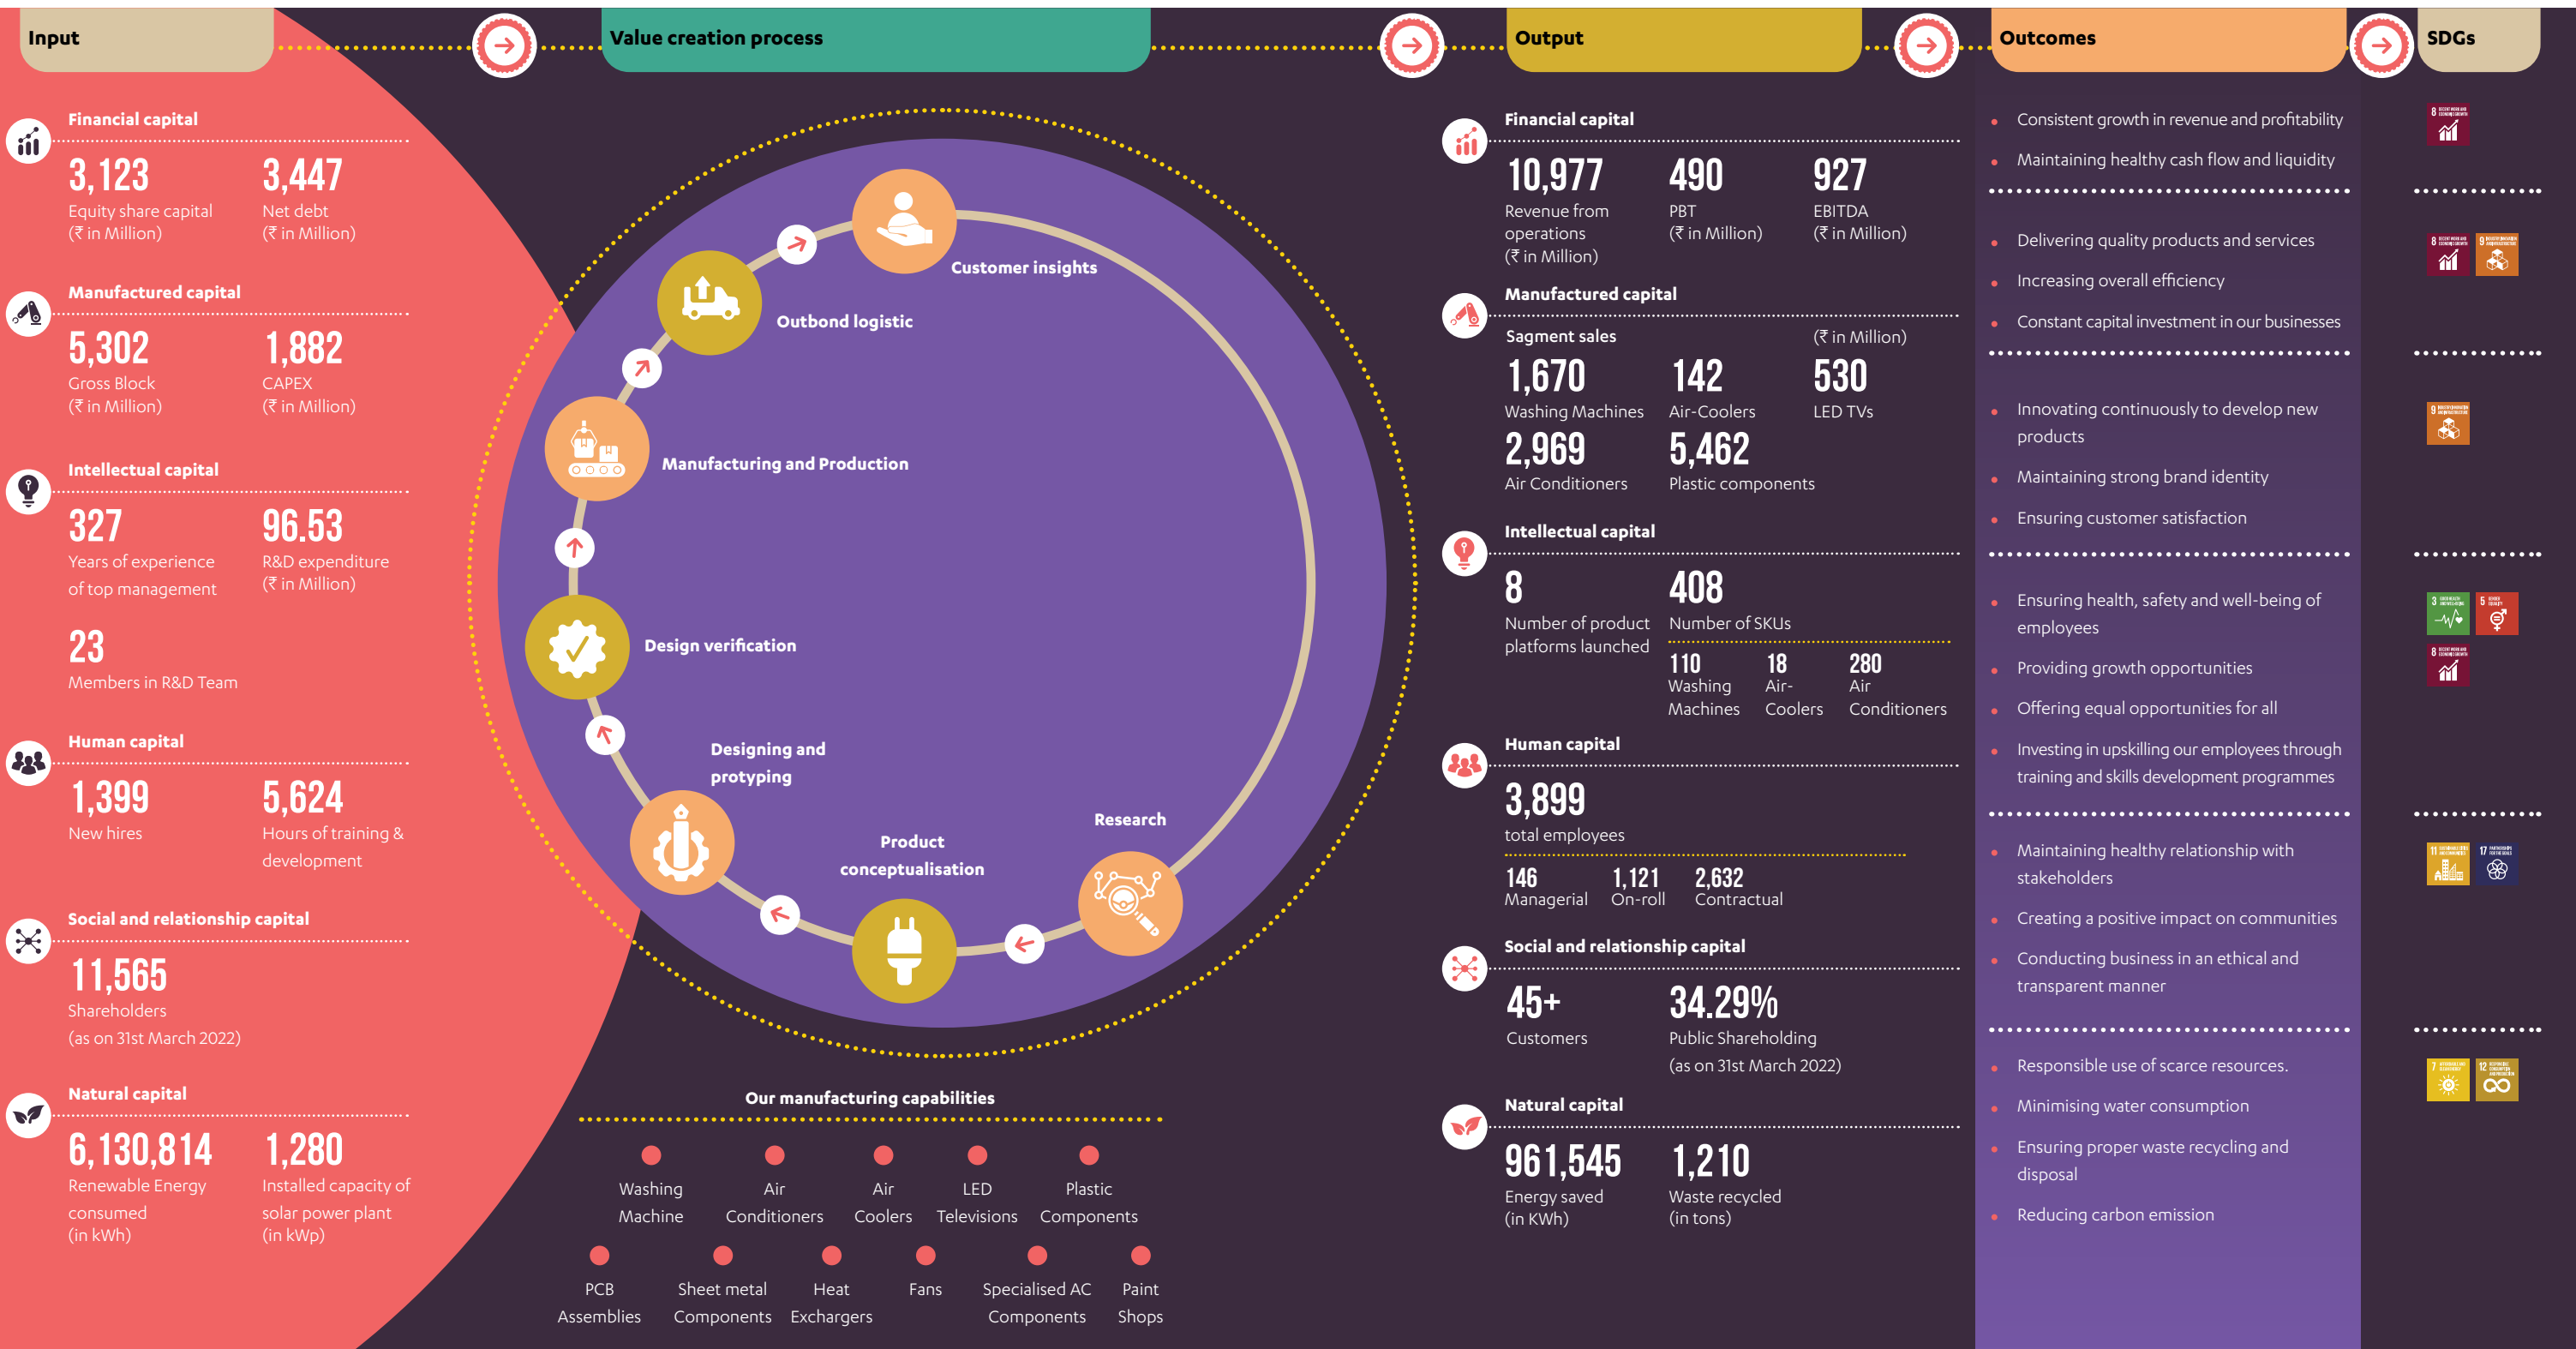 Input
Value creation process
Output
Outcomes
SDGs
Financial capital
3,123
Equity share capital
(₹ in Million)
3,447
Net debt
(₹ in Million)
Manufactured capital
5,302
Gross Block
(₹ in Million)
1,882
CAPEX
(₹ in Million)
Intellectual capital
327
Years of experience
of top management
96.53
R&D expenditure
(₹ in Million)
23
Members in R&D Team
Human capital
1,399
New hires
5,624
Hours of training &
development
Social and relationship capital
11,565
Shareholders
(as on 31st March 2022)
Natural capital
6,130,814
Renewable Energy
consumed
(in kWh)
1,280
Installed capacity of
solar power plant
(in kWp)
Customer insights
Outbond logistic
Manufacturing and Production
Design verification
Designing and
protyping
Product
conceptualisation
Research
Our manufacturing capabilities
Washing
Machine
Air
Conditioners
Air
Coolers
LED
Televisions
Plastic
Components
PCB
Assemblies
Sheet metal
Components
Heat
Exchargers
Fans
Specialised AC
Components
Paint
Shops
Financial capital
10,977
Revenue from
operations
(₹ in Million)
490
PBT
(₹ in Million)
927
EBITDA
(₹ in Million)
Manufactured capital
Sagment sales
(₹ in Million)
1,670
Washing Machines
142
Air-Coolers
530
LED TVs
2,969
Air Conditioners
5,462
Plastic components
Intellectual capital
8
Number of product
platforms launched
408
Number of SKUs
110
Washing
Machines
18
Air-
Coolers
280
Air
Conditioners
Human capital
3,899
total employees
146
Managerial
1,121
On-roll
2,632
Contractual
Social and relationship capital
45+
Customers
34.29%
Public Shareholding
(as on 31st March 2022)
Natural capital
961,545
Energy saved
(in KWh)
1,210
Waste recycled
(in tons)
Consistent growth in revenue and profitability
Maintaining healthy cash flow and liquidity
Delivering quality products and services
Increasing overall efficiency
Constant capital investment in our businesses
Innovating continuously to develop new
products
Maintaining strong brand identity
Ensuring customer satisfaction
Ensuring health, safety and well-being of
employees
Providing growth opportunities
Offering equal opportunities for all
Investing in upskilling our employees through
training and skills development programmes
Maintaining healthy relationship with
stakeholders
Creating a positive impact on communities
Conducting business in an ethical and
transparent manner
Responsible use of scarce resources.
Minimising water consumption
Ensuring proper waste recycling and
disposal
Reducing carbon emission
8
8
9
9
3
5
8
11
17
7
12